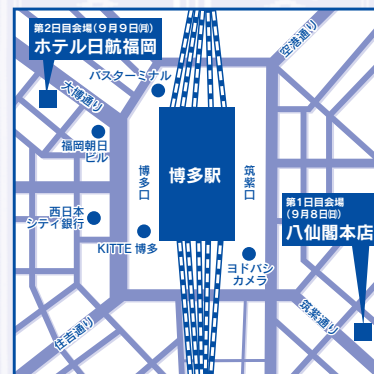 第2日目会場(9月9日㈪)
ホテル日航福岡
バスターミナル
空港通り
大博通り
福岡朝日
ビル
博多口
博多駅
筑紫口
西日本
シティ銀行
KITTE 博多
第1日目会場
(9月8日㈰)
八仙閣本店
ヨドバシ
カメラ
住吉通り
筑紫通り